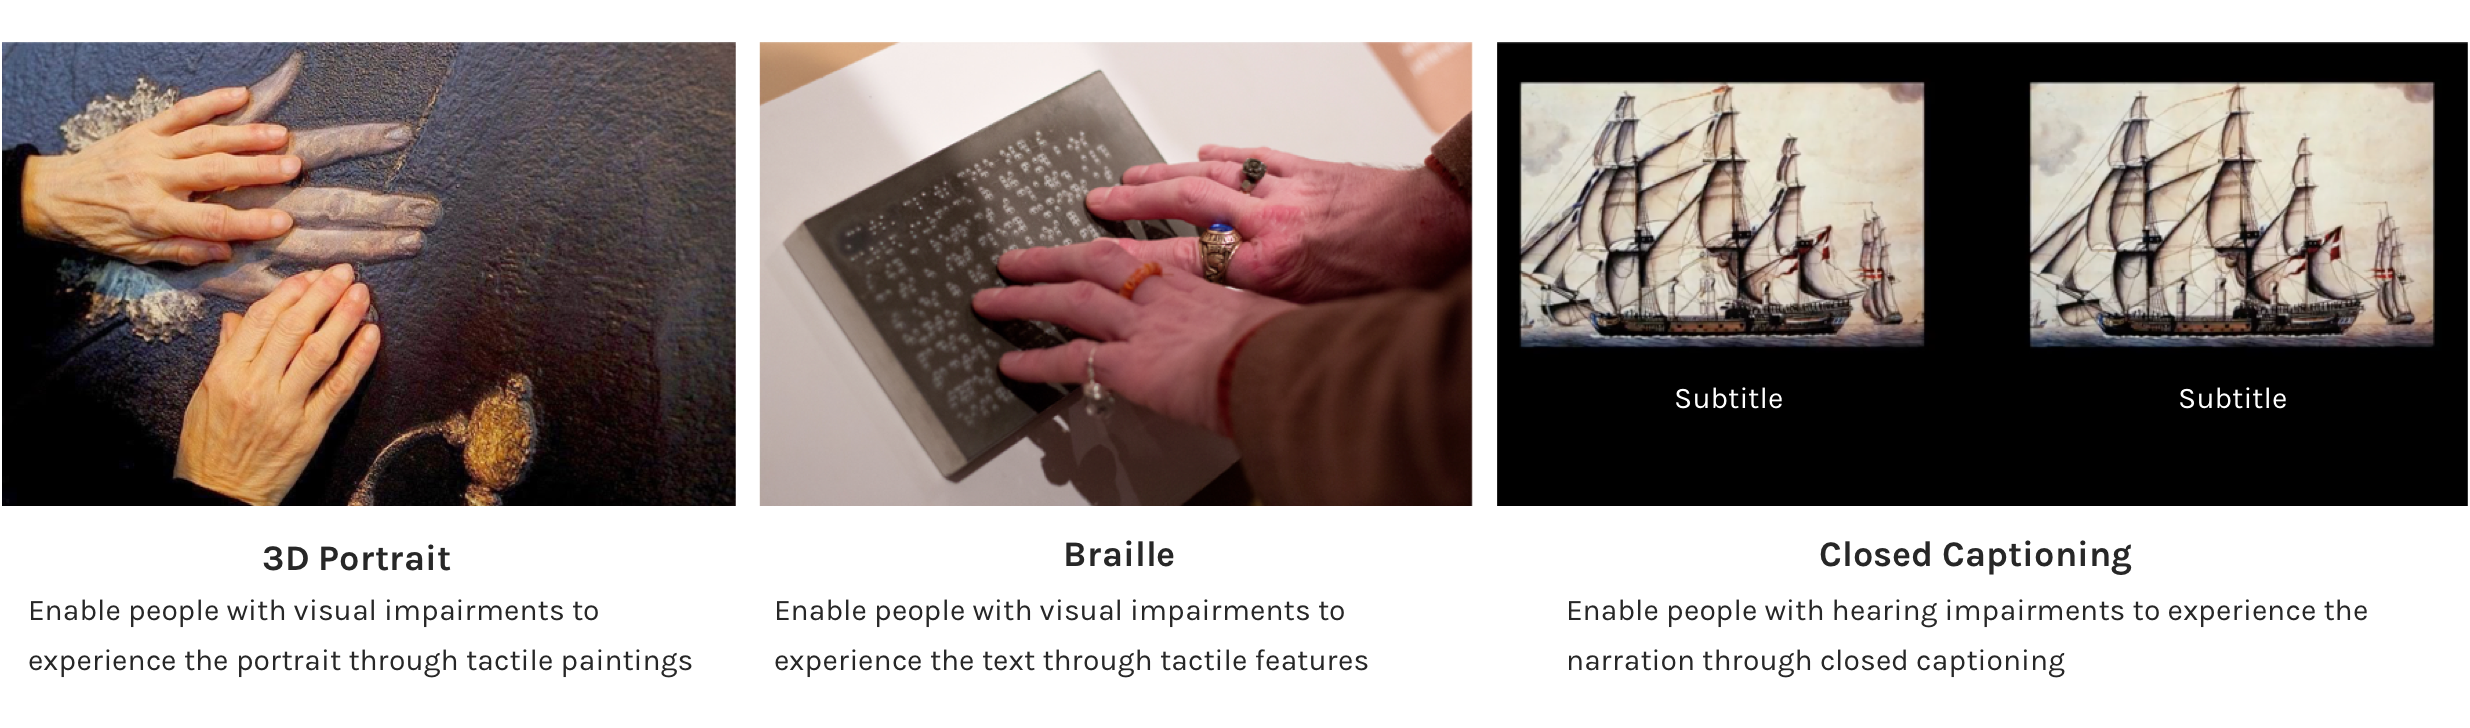 Subtitle
Subtitle
3D Portrait
Enable people with visual impairments to
experience the portrait through tactile paintings
Braille
Enable people with visual impairments to
experience the text through tactile features
Closed Captioning
Enable people with hearing impairments to experience the
narration through closed captioning